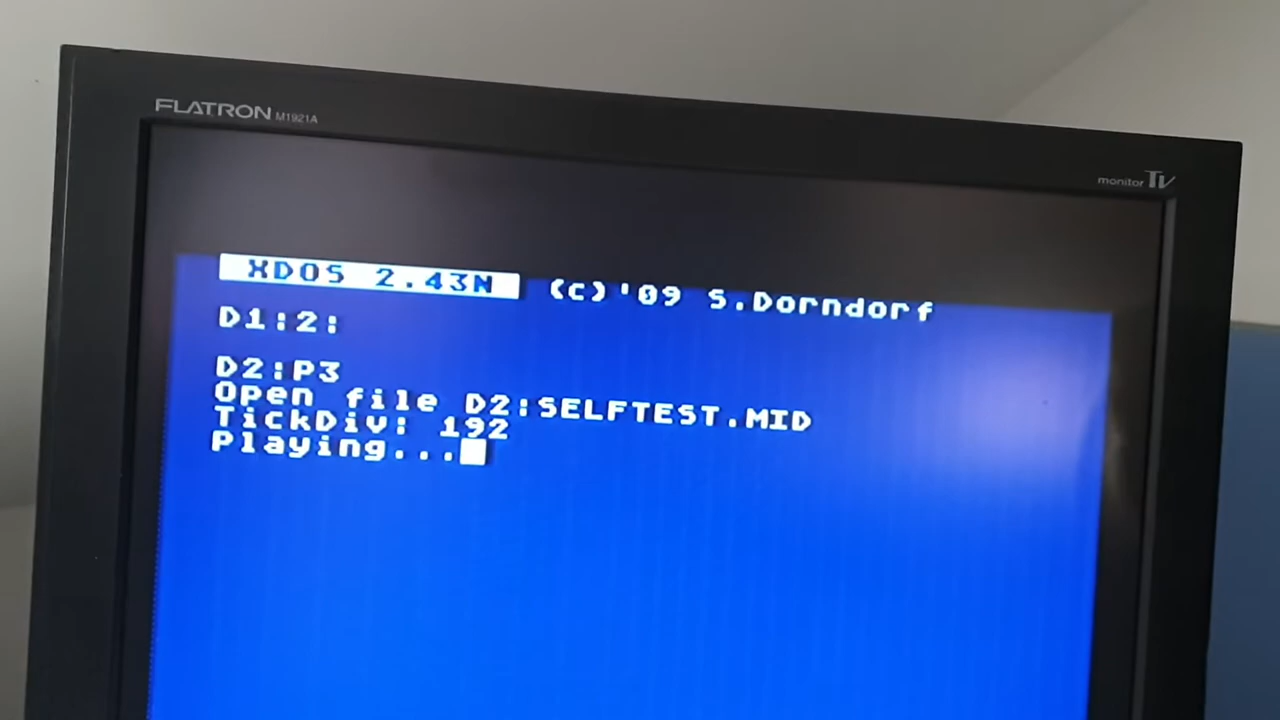 FLATRON M1921A
monitor TV
XDOS 2.43N (c)'09 S.Dorndorf
D1:2:
D2:P3
Open file D2:SELFTEST.MID
TickDiv: 192
Playing...